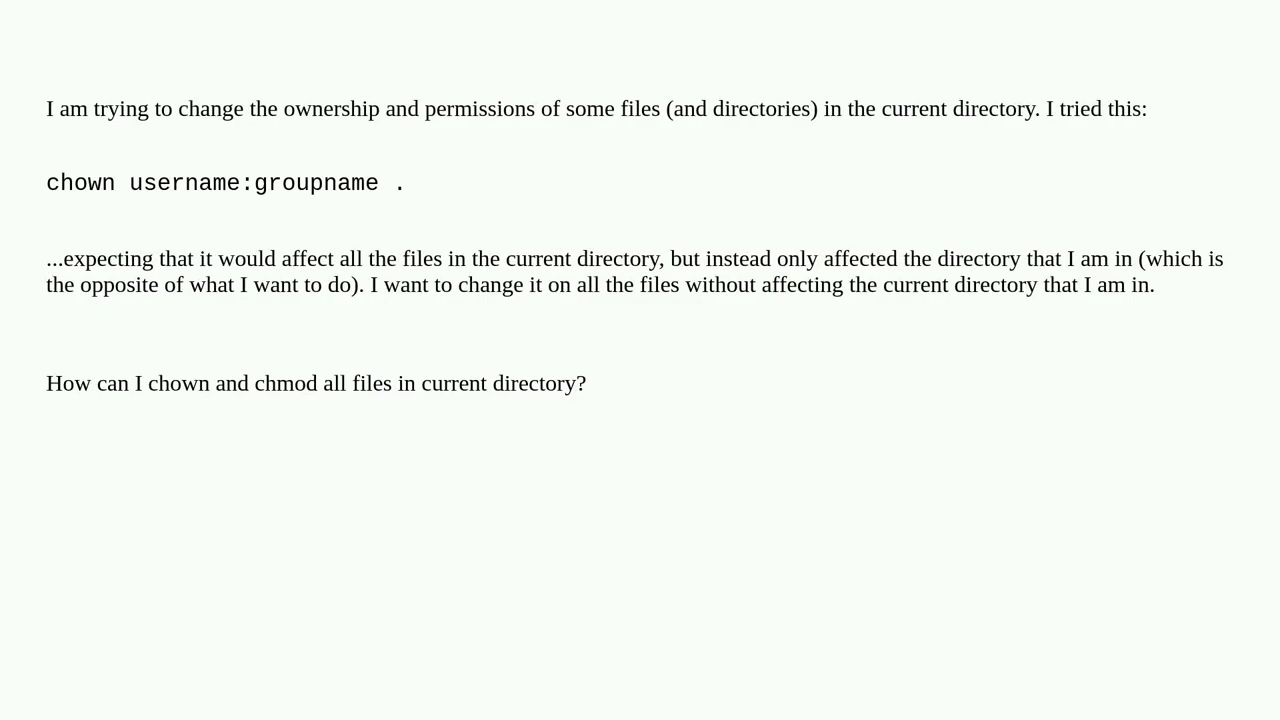 I am trying to change the ownership and permissions of some files (and directories) in the current directory. I tried this:
chown username:groupname .
...expecting that it would affect all the files in the current directory, but instead only affected the directory that I am in (which is
the opposite of what I want to do). I want to change it on all the files without affecting the current directory that I am in.
How can I chown and chmod all files in current directory?